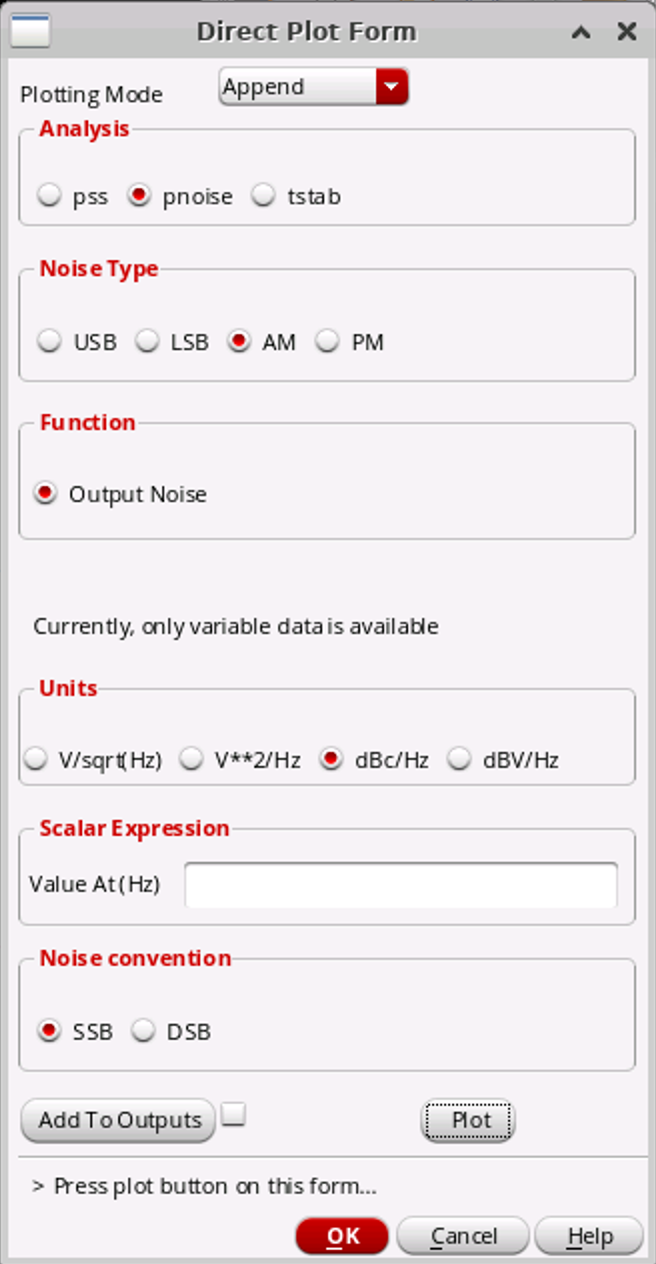 Direct Plot Form
Plotting Mode Append
Analysis
pss pnoise tstab
Noise Type
USB LSB AM PM
Function
Output Noise
Currently, only variable data is available
Units
V/sqrt(Hz) V**2/Hz dBc/Hz dBV/Hz
Scalar Expression
Value At (Hz)
Noise convention
SSB DSB
Add To Outputs Plot
> Press plot button on this form...
OK Cancel Help